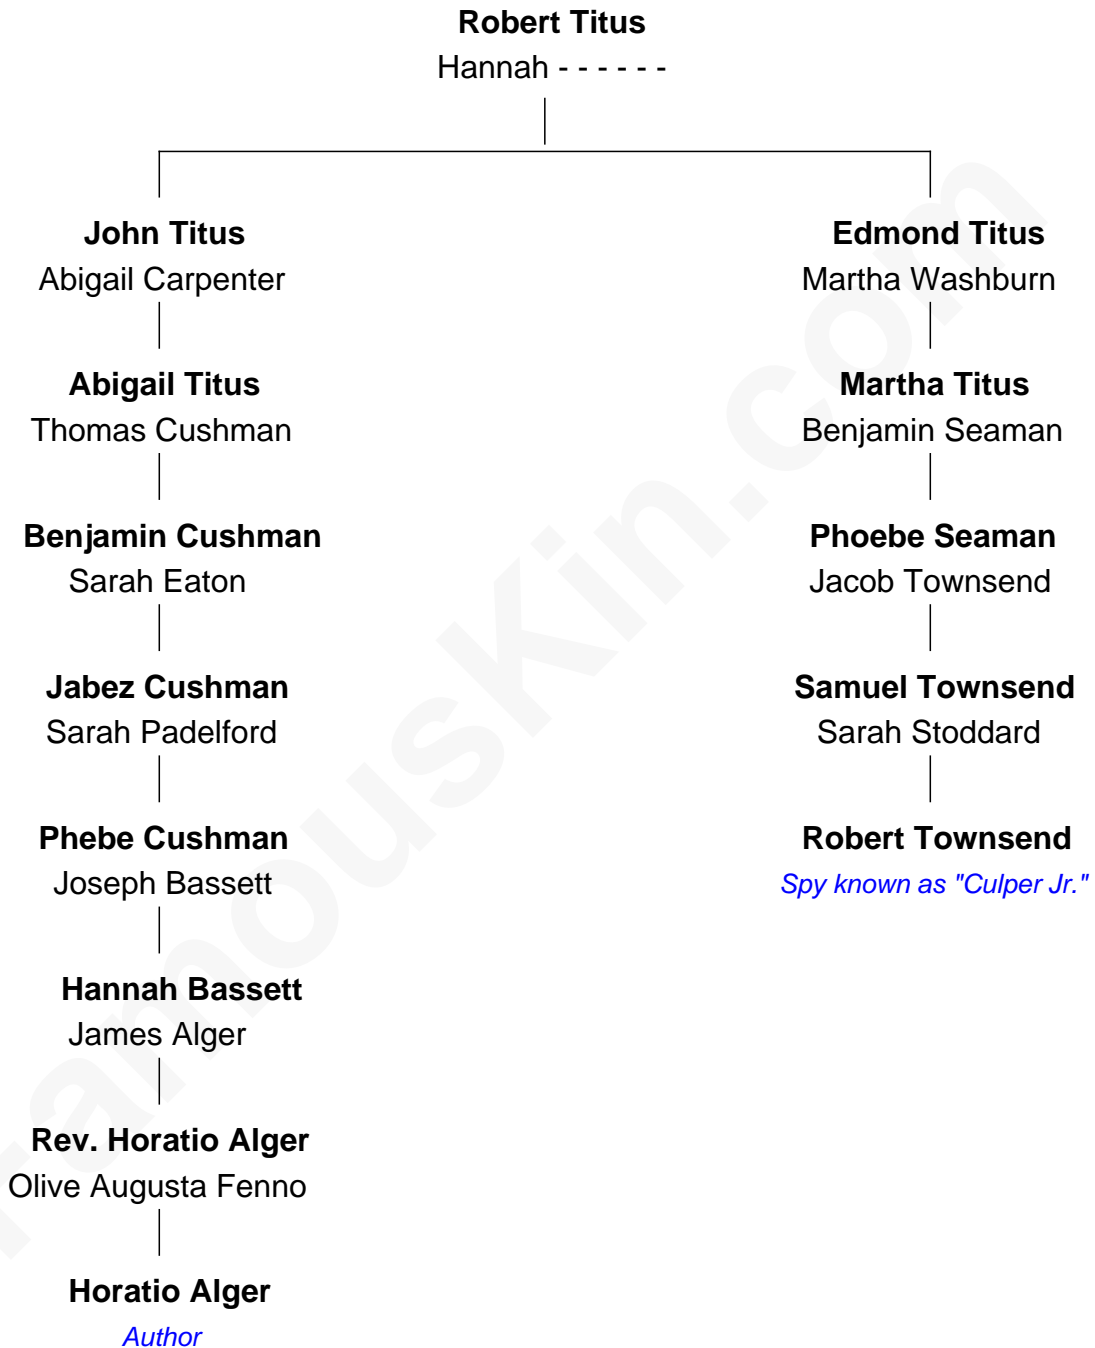 Robert Titus
Hannah - - - - - -
John Titus
Abigail Carpenter
Edmond Titus
Martha Washburn
Abigail Titus
Thomas Cushman
Martha Titus
Benjamin Seaman
Benjamin Cushman
Sarah Eaton
Phoebe Seaman
Jacob Townsend
Jabez Cushman
Sarah Padelford
Samuel Townsend
Sarah Stoddard
Phebe Cushman
Joseph Bassett
Robert Townsend
Spy known as "Culper Jr."
Hannah Bassett
James Alger
Rev. Horatio Alger
Olive Augusta Fenno
Horatio Alger
Author
FamousKin.com